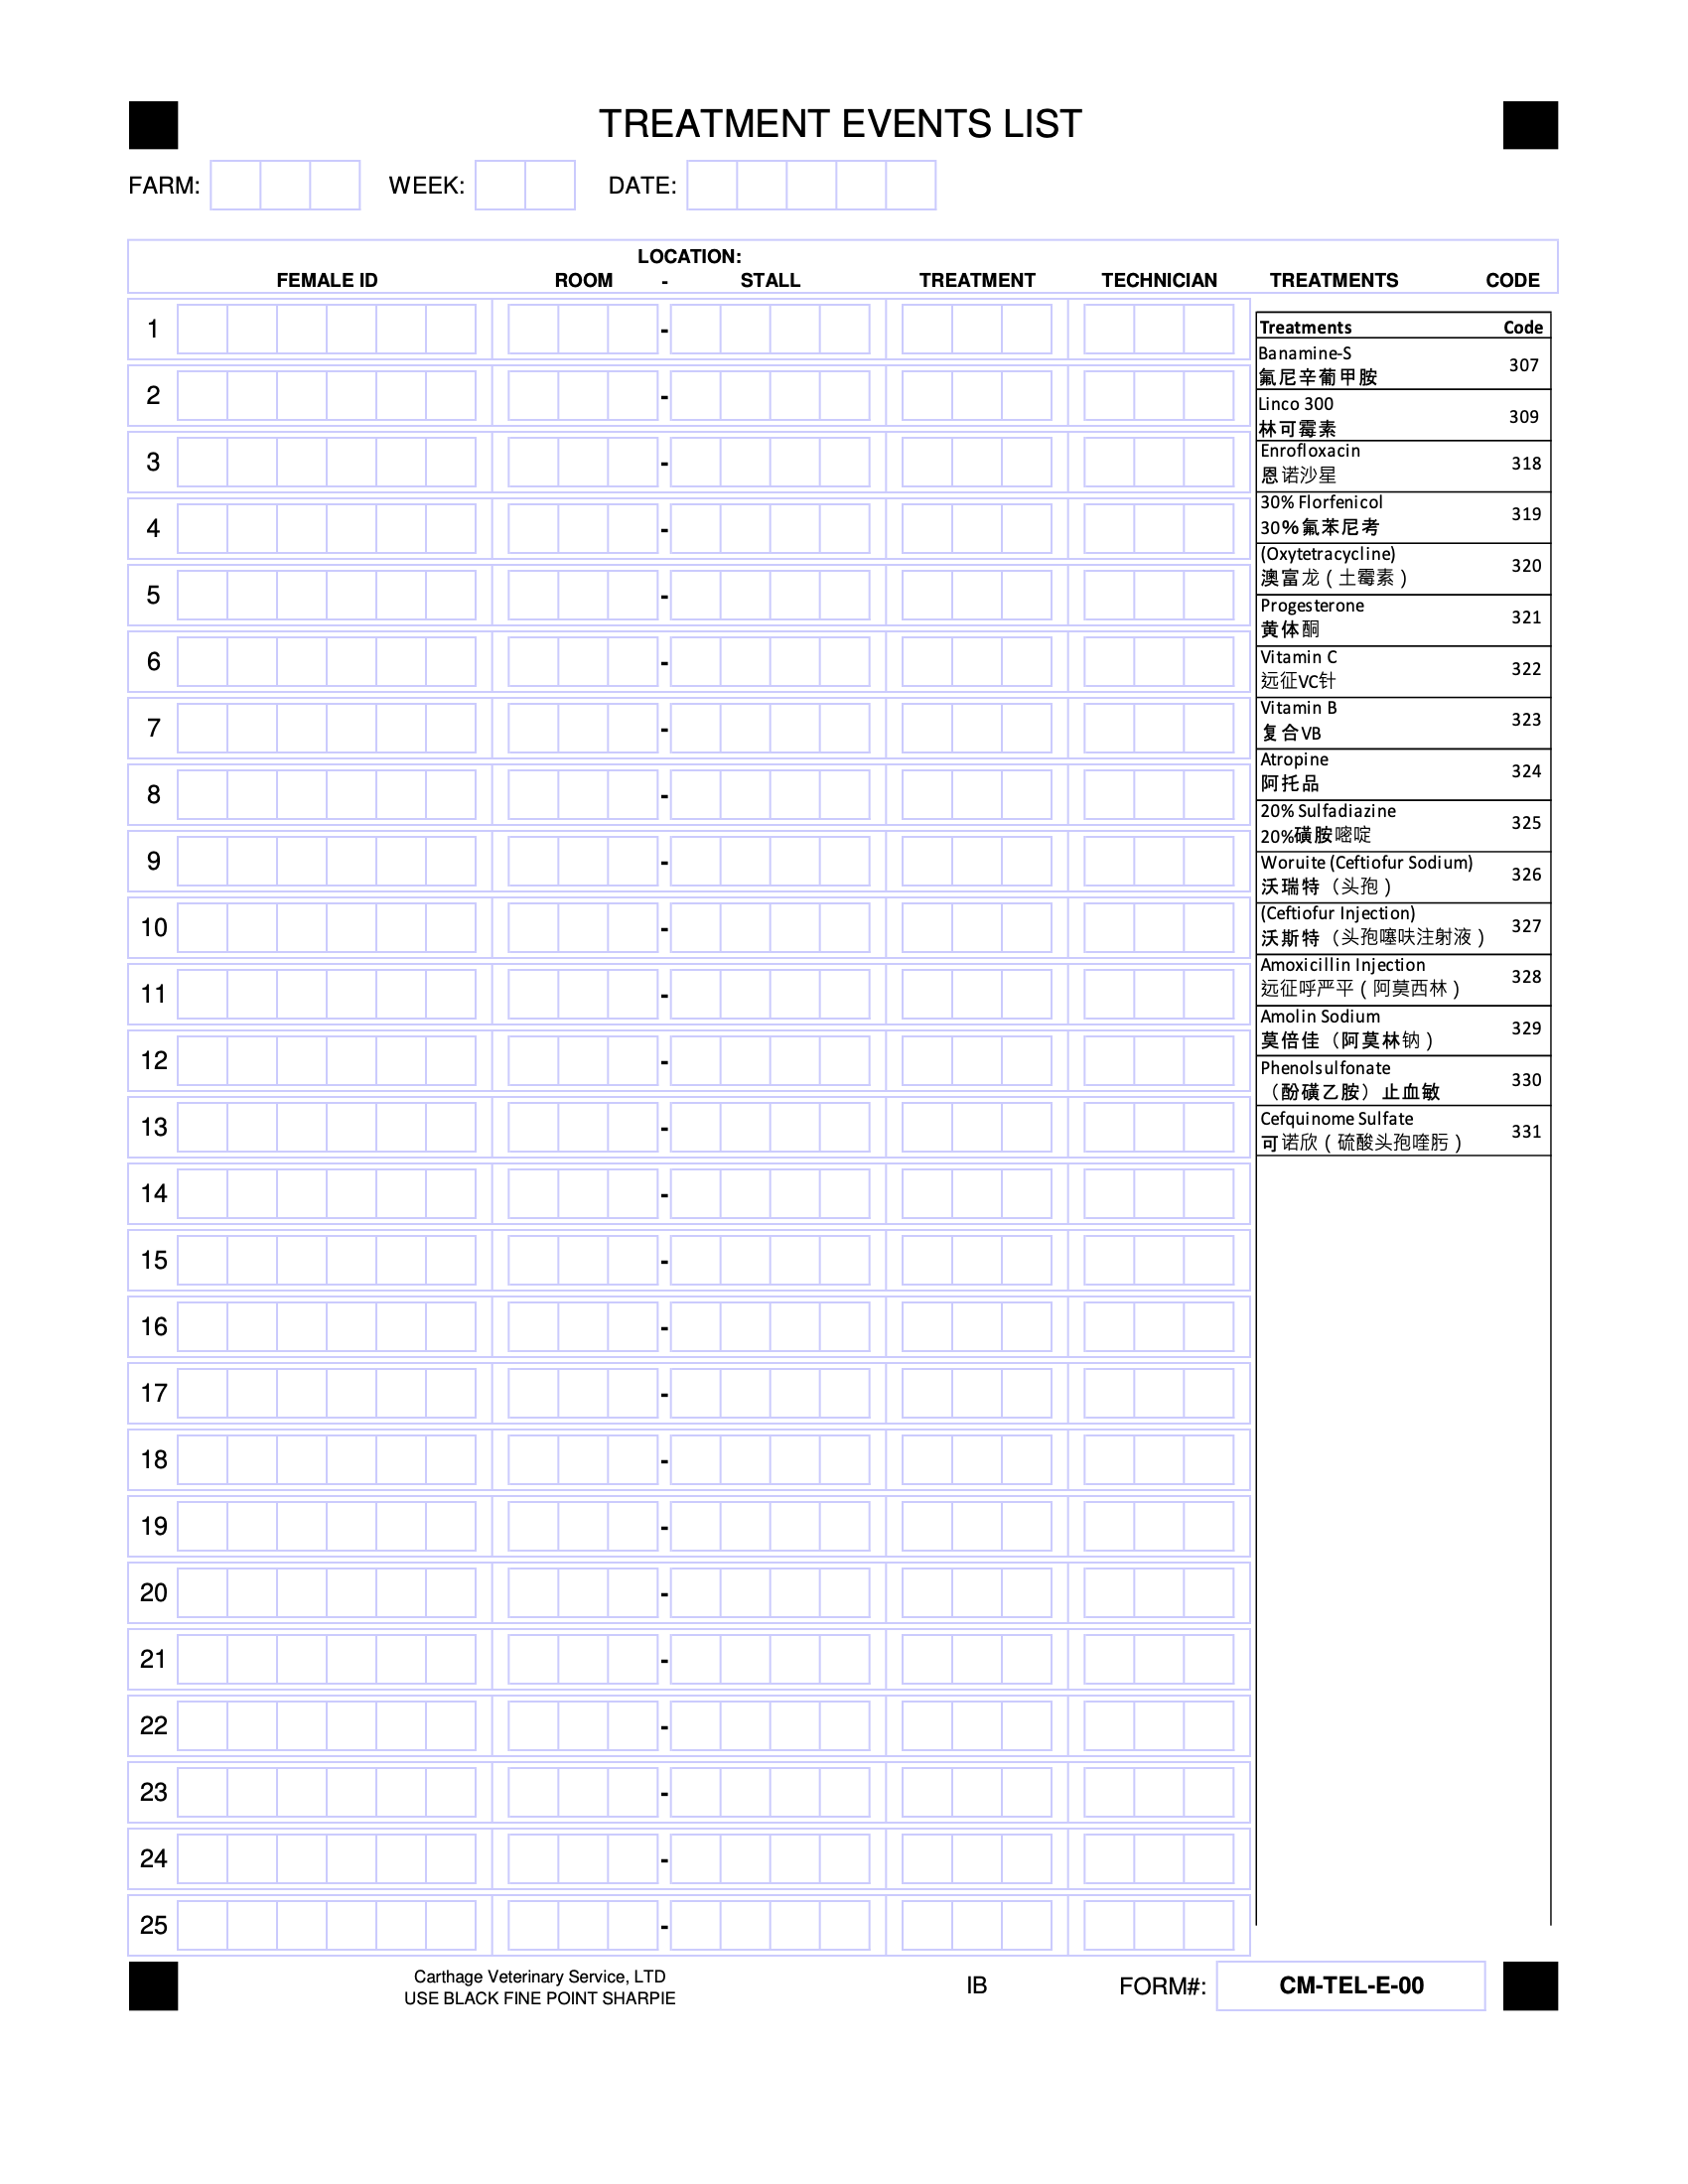 TREATMENT EVENTS LIST
FARM: WEEK: DATE:
LOCATION:
FEMALE ID ROOM - STALL TREATMENT TECHNICIAN TREATMENTS CODE
Treatments Code
Banamine-S
氟尼辛葡甲胺 307
Linco 300
林可霉素 309
Enrofloxacin
恩诺沙星 318
30% Florfenicol
30%氟苯尼考 319
(Oxytetracycline)
澳富龙(土霉素) 320
Progesterone
黄体酮 321
Vitamin C
远征VC针 322
Vitamin B
复合VB 323
Atropine
阿托品 324
20% Sulfadiazine
20%磺胺嘧啶 325
Woruite (Ceftiofur Sodium)
沃瑞特（头孢) 326
(Ceftiofur Injection)
沃斯特（头孢噻呋注射液) 327
Amoxicillin Injection
远征呼严平(阿莫西林) 328
Amolin Sodium
莫倍佳（阿莫林钠) 329
Phenolsulfonate
（酚磺乙胺）止血敏 330
Cefquinome Sulfate
可诺欣(硫酸头孢喹肟) 331
1 -
2 -
3 -
4 -
5 -
6 -
7 -
8 -
9 -
10 -
11 -
12 -
13 -
14 -
15 -
16 -
17 -
18 -
19 -
20 -
21 -
22 -
23 -
24 -
25 -
Carthage Veterinary Service, LTD
USE BLACK FINE POINT SHARPIE
IB FORM#: CM-TEL-E-00